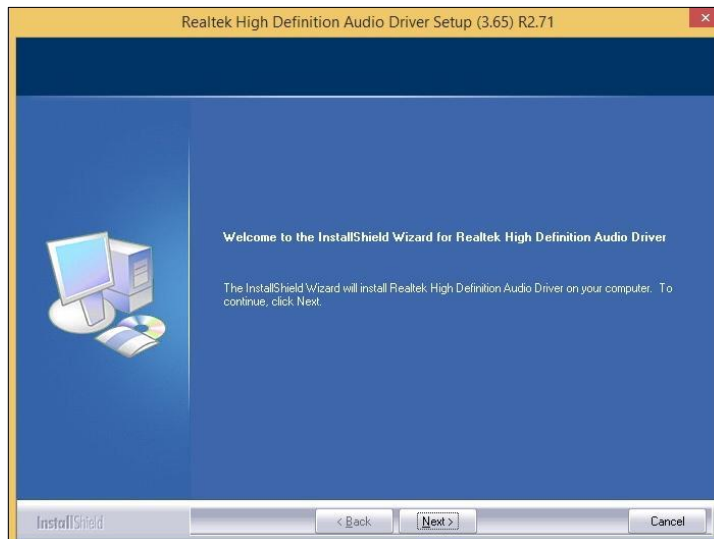 Realtek High Definition Audio Driver Setup (3.65) R2.71
Welcome to the InstallShield Wizard for Realtek High Definition Audio Driver
The InstallShield Wizard will install Realtek High Definition Audio Driver on your computer. To
continue, click Next.
InstallShield
< Back
Next >
Cancel